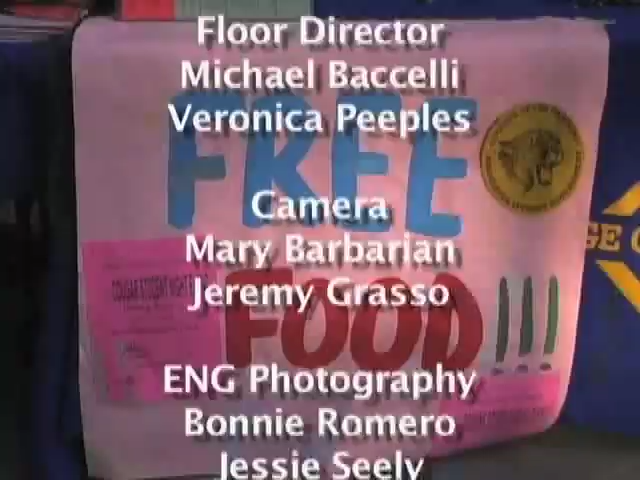 Floor Director
Michael Baccelli
Veronica Peeples
FREE
Camera
Mary Barbarian
Jeremy Grasso
FOOD!!!
ENG Photography
Bonnie Romero
Jessie Seely